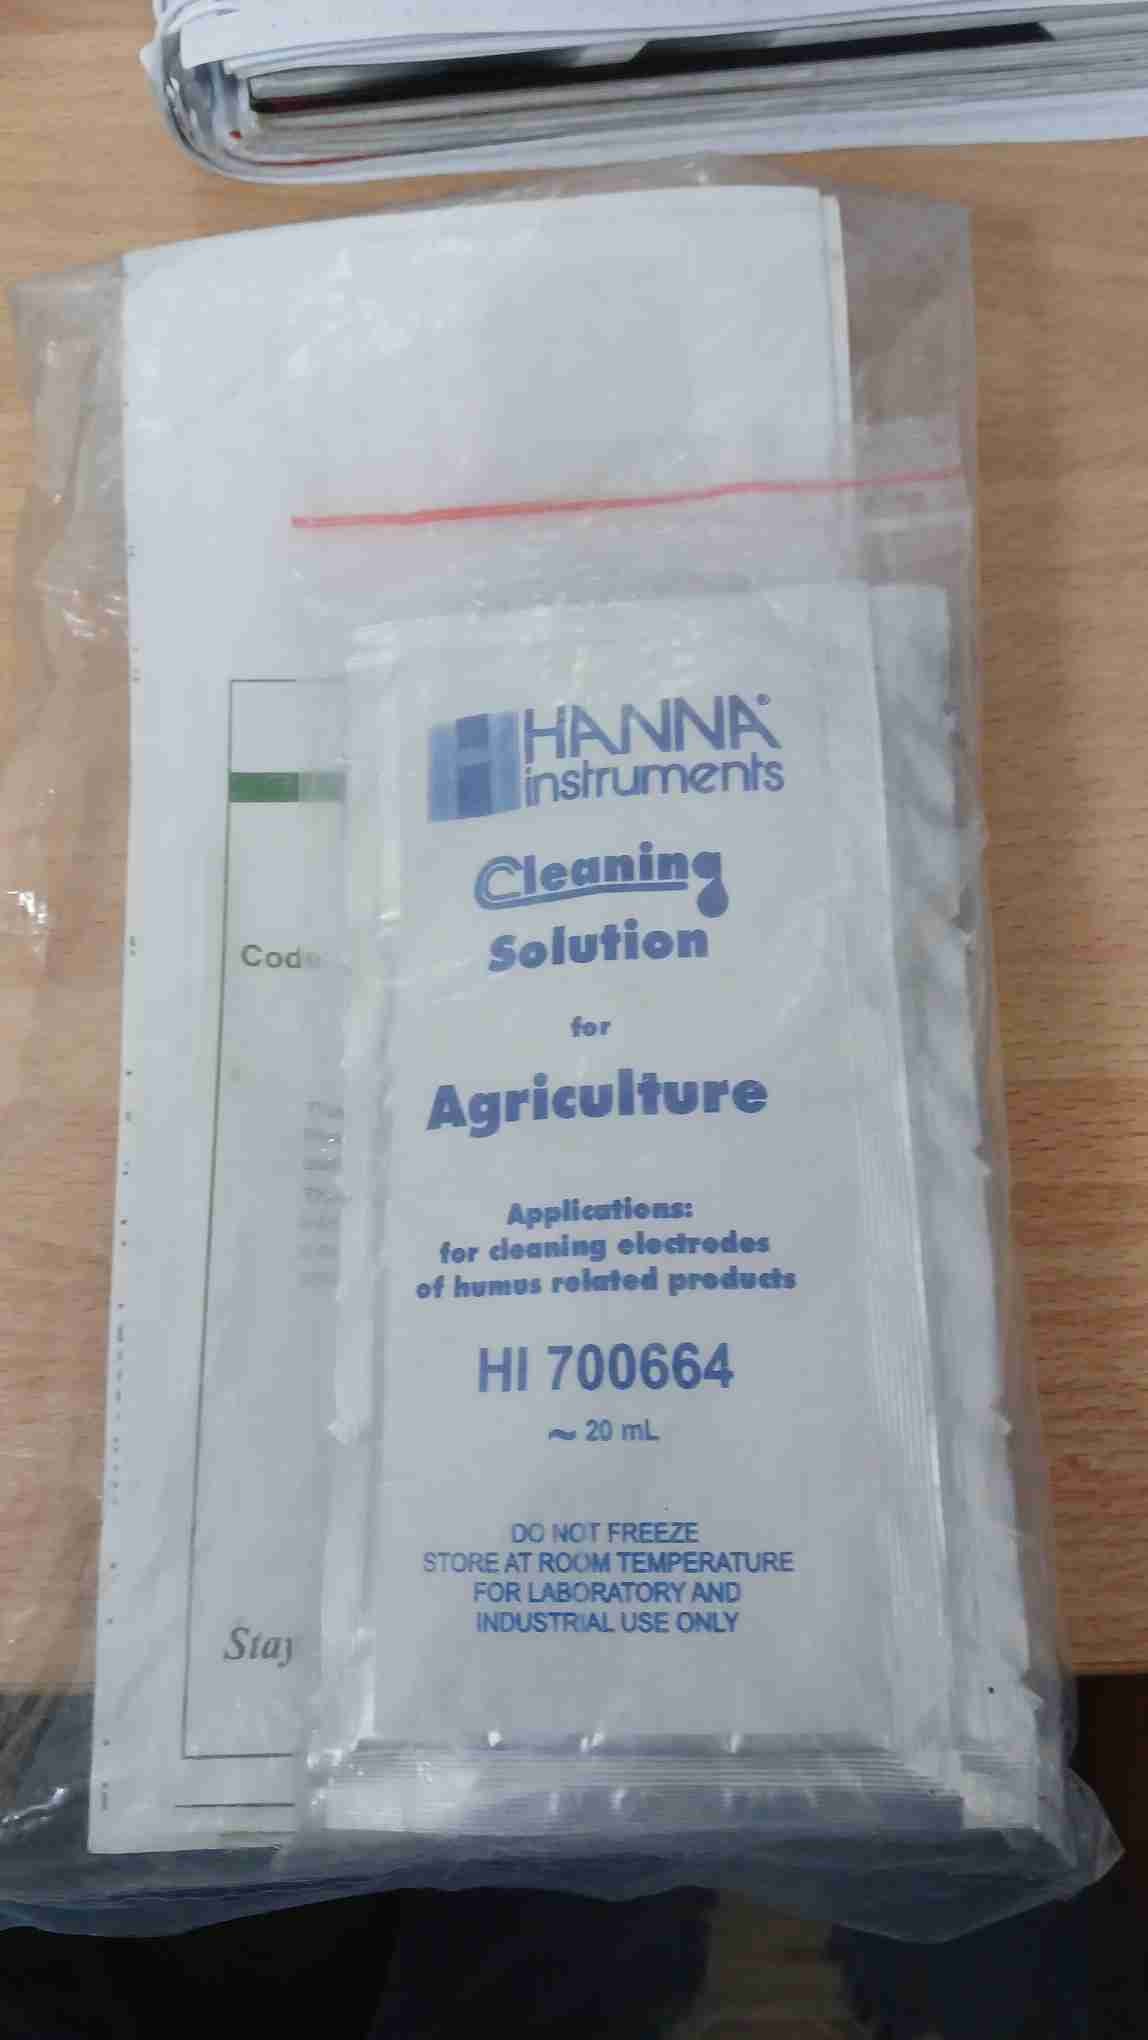 HANNA®
instruments
Cleaning
Solution
for
Agriculture
Applications:
for cleaning electrodes
of humus related products
HI 700664
~ 20 mL
DO NOT FREEZE
STORE AT ROOM TEMPERATURE
FOR LABORATORY AND
INDUSTRIAL USE ONLY
Code
Stay